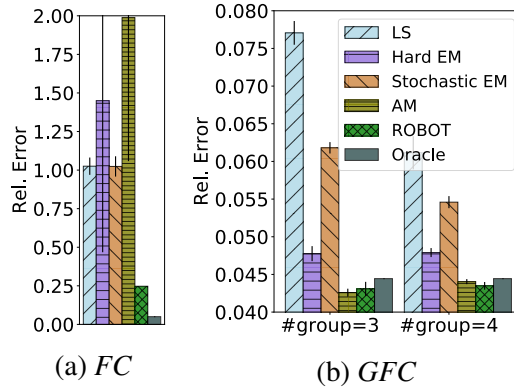 Rel. Error
2.00
1.75
1.50
1.25
1.00
0.75
0.50
0.25
0.00
(a) FC
Rel. Error
0.080
0.075
0.070
0.065
0.060
0.055
0.050
0.045
0.040
LS
Hard EM
Stochastic EM
AM
ROBOT
Oracle
#group=3 #group=4
(b) GFC